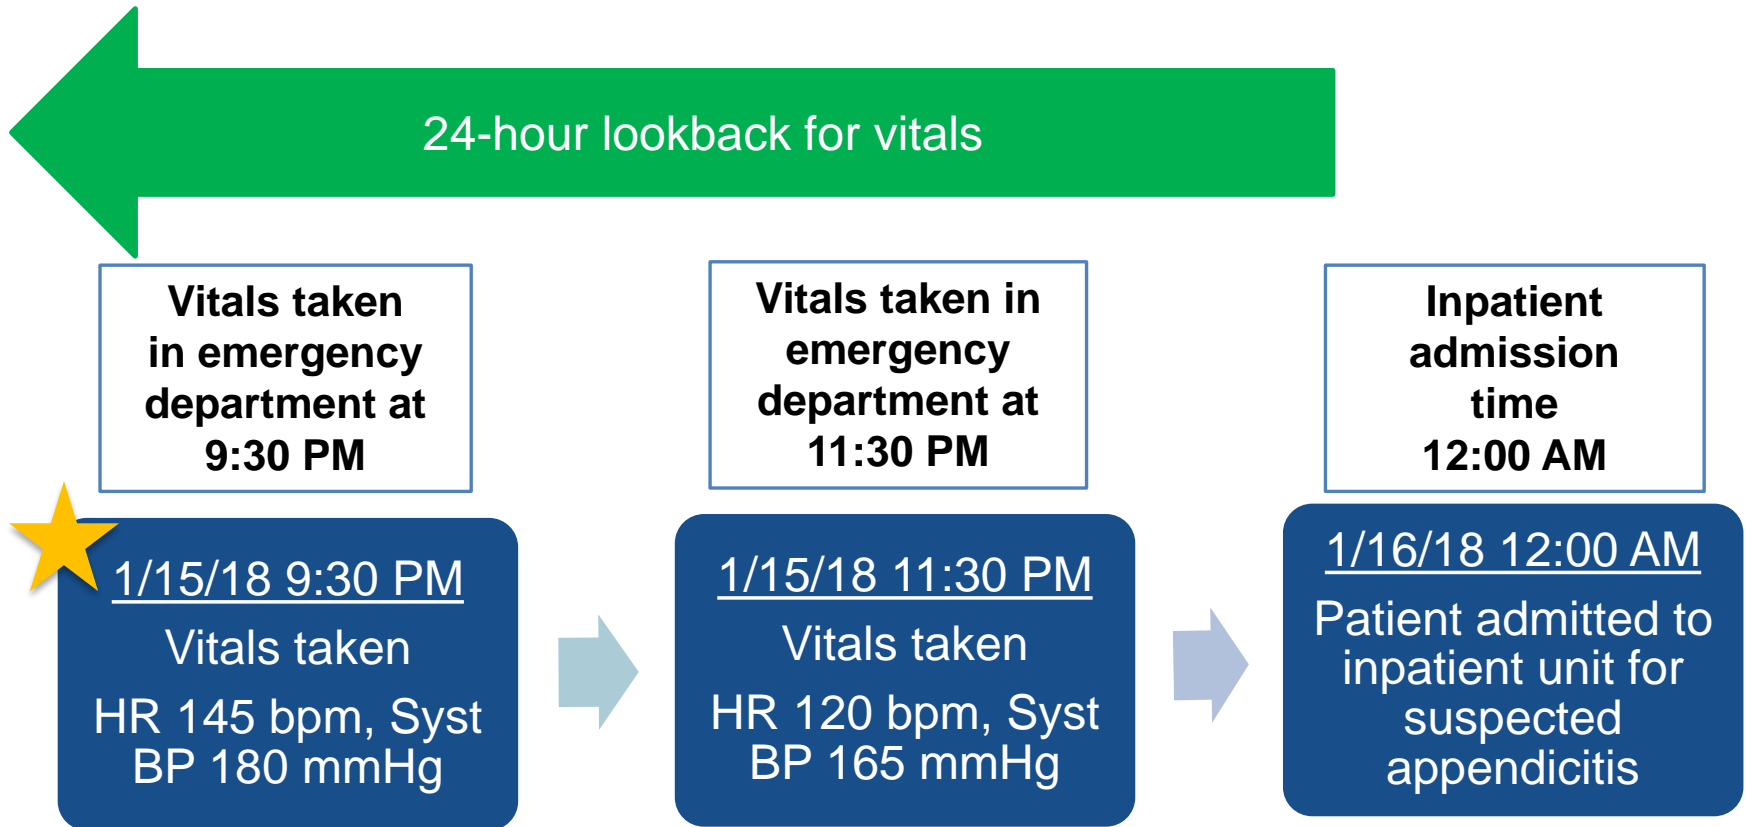 24-hour lookback for vitals
Vitals taken
in emergency
department at
9:30 PM
Vitals taken in
emergency
department at
11:30 PM
Inpatient
admission
time
12:00 AM
1/15/18 9:30 PM
Vitals taken
HR 145 bpm, Syst
BP 180 mmHg
1/15/18 11:30 PM
Vitals taken
HR 120 bpm, Syst
BP 165 mmHg
1/16/18 12:00 AM
Patient admitted to
inpatient unit for
suspected
appendicitis